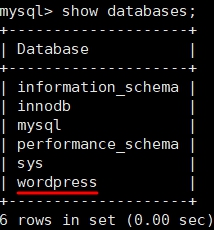 mysql> show databases;
+--------------------+
| Database           |
+--------------------+
| information_schema |
| innodb             |
| mysql              |
| performance_schema |
| sys                |
| wordpress          |
+--------------------+
6 rows in set (0.00 sec)